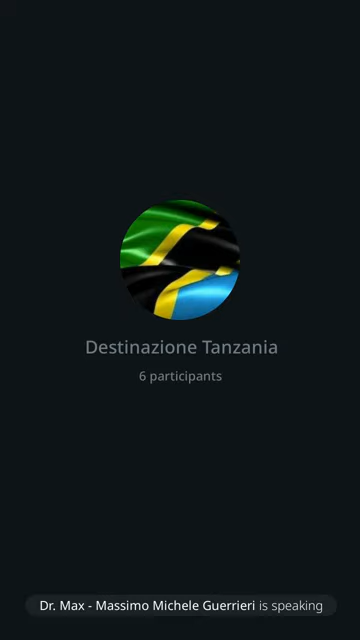 Destinazione Tanzania
6 participants
Dr. Max - Massimo Michele Guerrieri is speaking